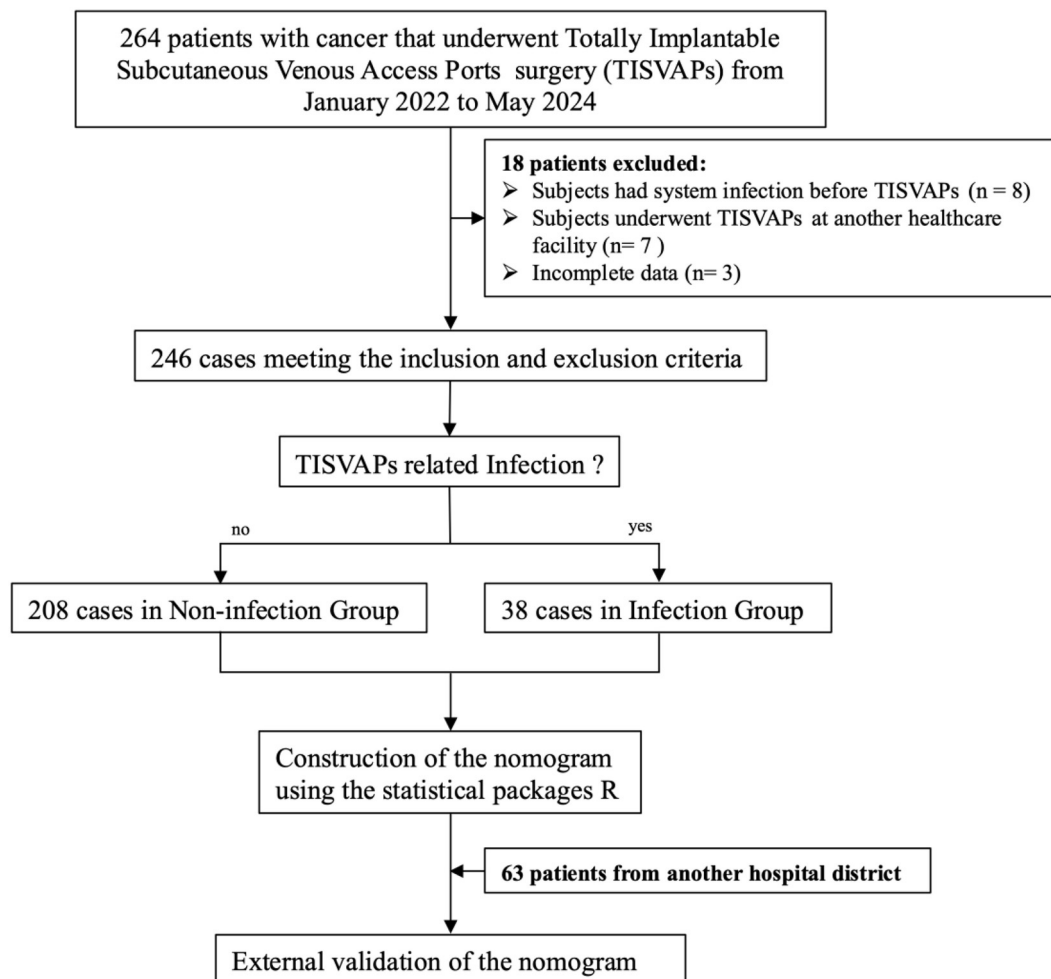 264 patients with cancer that underwent Totally Implantable
Subcutaneous Venous Access Ports surgery (TISVAPs) from
January 2022 to May 2024
18 patients excluded:
➢ Subjects had system infection before TISVAPs (n = 8)
➢ Subjects underwent TISVAPs at another healthcare
facility (n= 7 )
➢ Incomplete data (n= 3)
246 cases meeting the inclusion and exclusion criteria
TISVAPs related Infection ?
no
yes
208 cases in Non-infection Group
38 cases in Infection Group
Construction of the nomogram
using the statistical packages R
63 patients from another hospital district
External validation of the nomogram